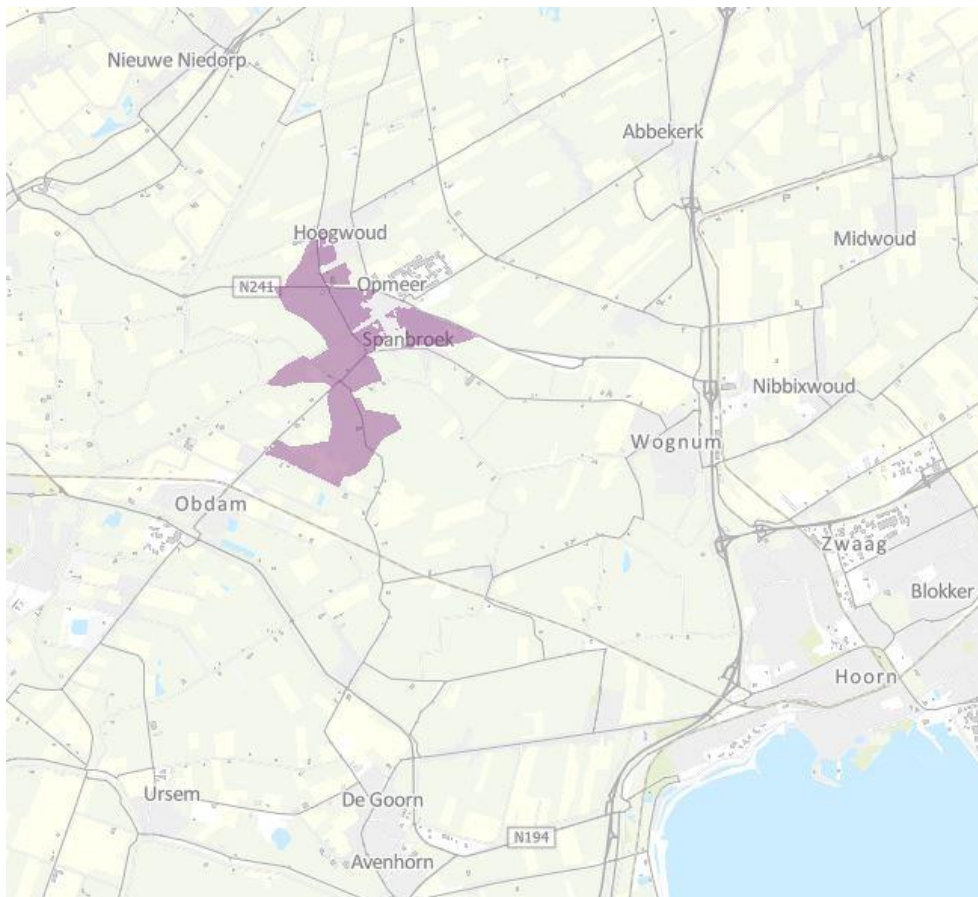 Nieuwe Niedorp
Abbekerk
Hoogwoud
Midwoud
N241
Opmeer
Spanbroek
Nibbixwoud
Wognum
Obdam
Zwaag
Blokker
Hoorn
Ursem
De Goorn
N194
Avenhorn